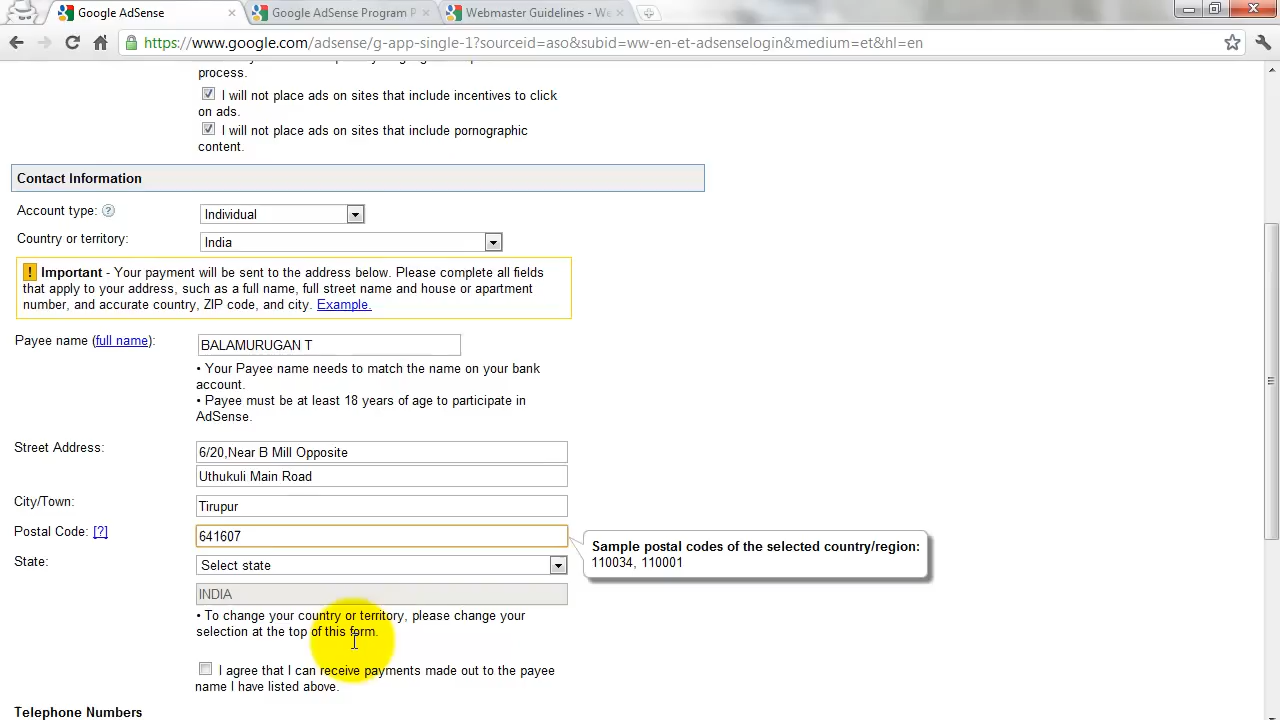 Google AdSense
Google AdSense Program P
Webmaster Guidelines - We
https://www.google.com/adsense/g-app-single-1?sourceid=aso&subid=ww-en-et-adsenselogin&medium=et&hl=en
process.
I will not place ads on sites that include incentives to click
on ads.
I will not place ads on sites that include pornographic
content.
Contact Information
Account type: ?
Individual
Country or territory:
India
! Important - Your payment will be sent to the address below. Please complete all fields
that apply to your address, such as a full name, full street name and house or apartment
number, and accurate country, ZIP code, and city. Example.
Payee name (full name):
BALAMURUGAN T
• Your Payee name needs to match the name on your bank
account.
• Payee must be at least 18 years of age to participate in
AdSense.
Street Address:
6/20,Near B Mill Opposite
Uthukuli Main Road
City/Town:
Tirupur
Postal Code: [?]
641607
Sample postal codes of the selected country/region:
110034, 110001
State:
Select state
INDIA
• To change your country or territory, please change your
selection at the top of this form.
I agree that I can receive payments made out to the payee
name I have listed above.
Telephone Numbers